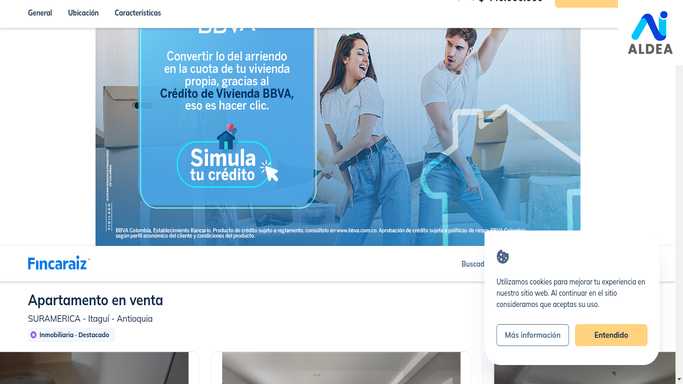 General Ubicación Características
ALDEA
BBVA
Convertir lo del arriendo
en la cuota de tu vivienda
propia, gracias al
Crédito de Vivienda BBVA,
eso es hacer clic.
Simula
tu crédito
BBVA Colombia, Establecimiento Bancario. Producto de crédito sujeto a reglamento, consúltelo en www.bbva.com.co. Aprobación de crédito sujeta a políticas de riesgo BBVA Colombia,
según perfil económico del cliente y condiciones del producto.
Fincaraiz
Buscad
Apartamento en venta
SURAMERICA - Itagüí - Antioquia
Inmobiliaria - Destacado
Utilizamos cookies para mejorar tu experiencia en
nuestro sitio web. Al continuar en el sitio
consideramos que aceptas su uso.
Más información Entendido